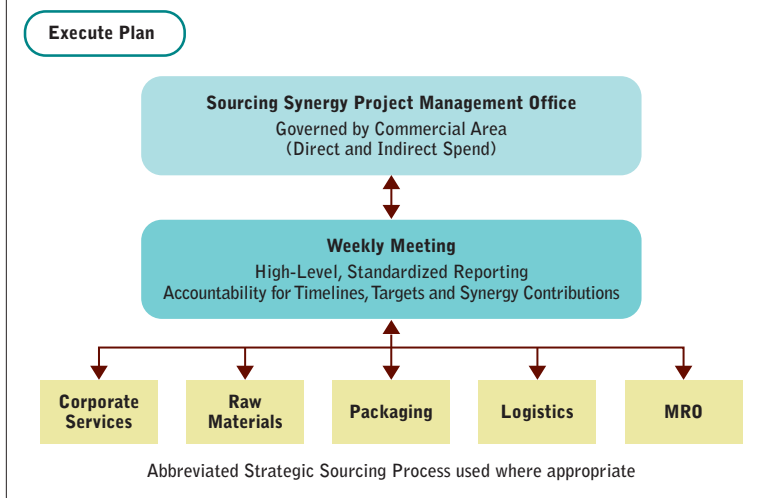 Execute Plan
Sourcing Synergy Project Management Office
Governed by Commercial Area
(Direct and Indirect Spend)
Weekly Meeting
High-Level, Standardized Reporting
Accountability for Timelines, Targets and Synergy Contributions
Corporate
Services
Raw
Materials
Packaging
Logistics
MRO
Abbreviated Strategic Sourcing Process used where appropriate